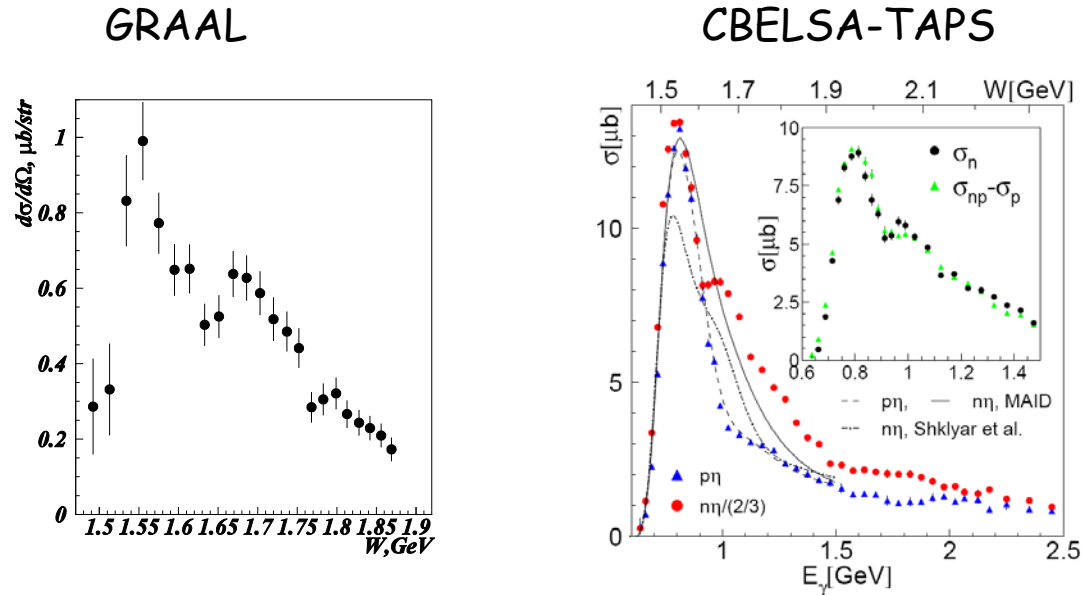 GRAAL
CBELSA-TAPS
dσ/dΩ, μb/str
1
0.8
0.6
0.4
0.2
0
1.5 1.55 1.6 1.65 1.7 1.75 1.8 1.85 1.9
W,GeV
1.5 1.7 1.9 2.1 W[GeV]
σ[μb]
10
5
0
σ[μb]
10
7.5
5
2.5
0
0.6 0.8 1 1.2 1.4
σn
σnp-σp
pη, nη, MAID
nη, Shklyar et al.
pη
nη/(2/3)
1 1.5 2 2.5
Eγ[GeV]